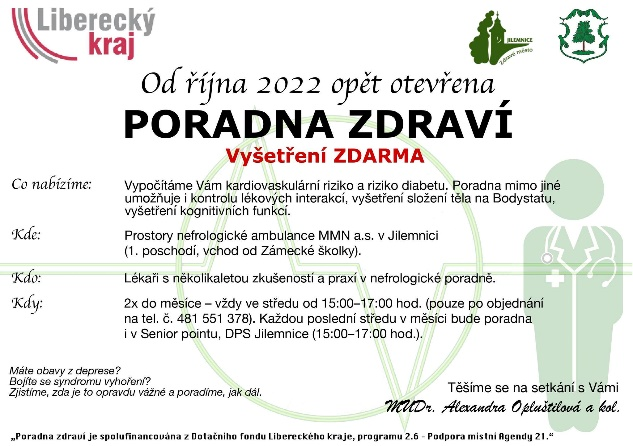 Liberecký
kraj
JILEMNICE
Zdravé město
Od října 2022 opět otevřena
PORADNA ZDRAVÍ
Vyšetření ZDARMA
Co nabízíme: Vypočítáme Vám kardiovaskulární riziko a riziko diabetu. Poradna mimo jiné
umožňuje i kontrolu lékových interakcí, vyšetření složení těla na Bodystatu,
vyšetření kognitivních funkcí.
Kde: Prostory nefrologické ambulance MMN a.s. v Jilemnici
(1. poschodí, vchod od Zámecké školky).
Kdo: Lékaři s několikaletou zkušeností a praxí v nefrologické poradně.
Kdy: 2x do měsíce – vždy ve středu od 15:00–17:00 hod. (pouze po objednání
na tel. č. 481 551 378). Každou poslední středu v měsíci bude poradna
i v Senior pointu, DPS Jilemnice (15:00–17:00 hod.).
Máte obavy z deprese?
Bojíte se syndromu vyhoření?
Zjistíme, zda je to opravdu vážné a poradíme, jak dál.
Těšíme se na setkání s Vámi
MUDr. Alexandra Opluštilová a kol.
„Poradna zdraví je spolufinancována z Dotačního fondu Libereckého kraje, programu 2.6 - Podpora místní Agendy 21.“